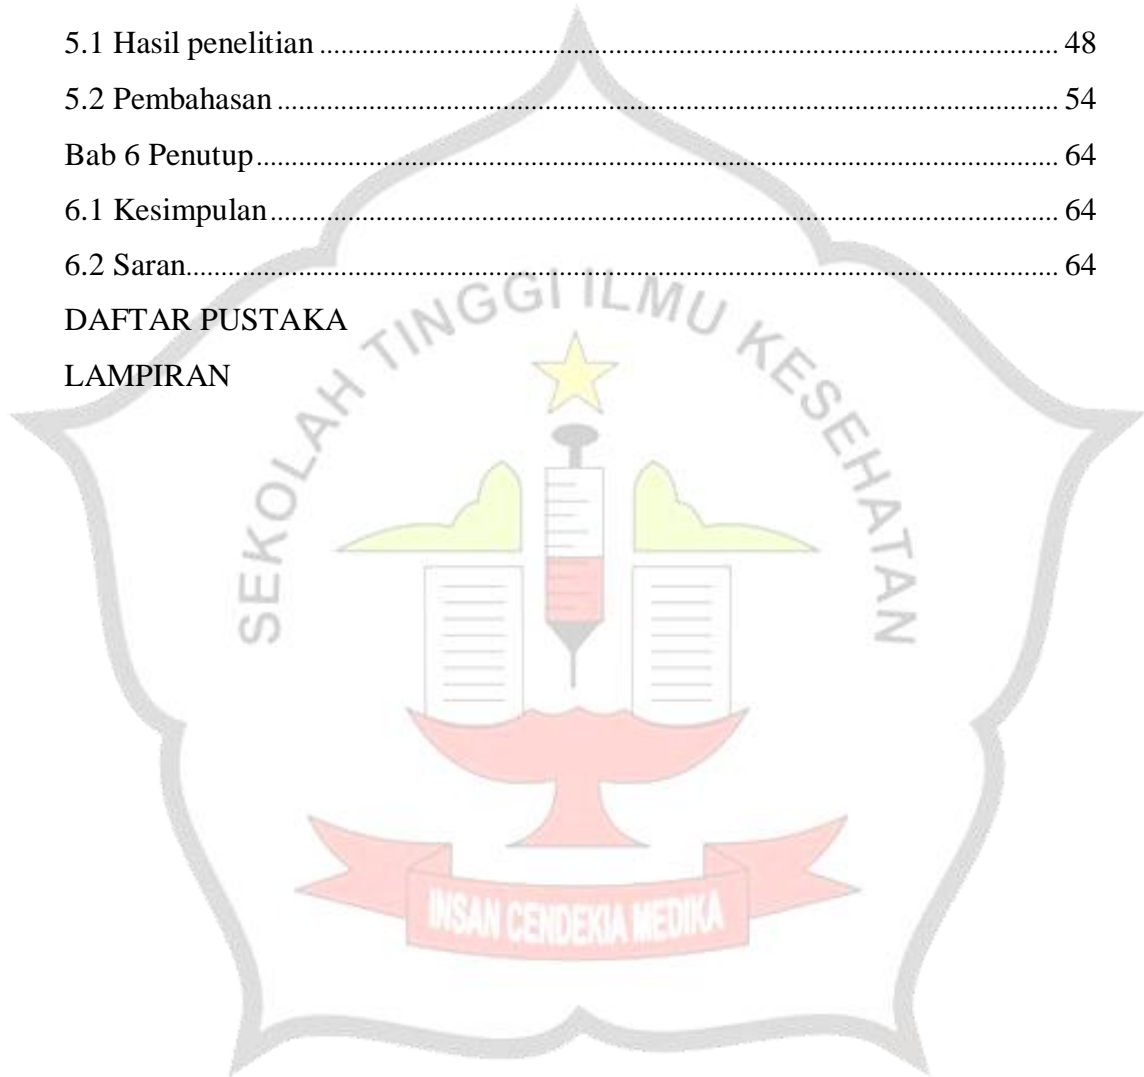 5.1 Hasil penelitian ........................................................................................... 48
5.2 Pembahasan ................................................................................................ 54
Bab 6 Penutup ................................................................................................... 64
6.1 Kesimpulan ................................................................................................. 64
6.2 Saran ........................................................................................................... 64
DAFTAR PUSTAKA
LAMPIRAN
SEKOLAH TINGGI ILMU KESEHATAN
INSAN CENDEKIA MEDIKA